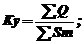 Ky = ∑Q / ∑Sm ;